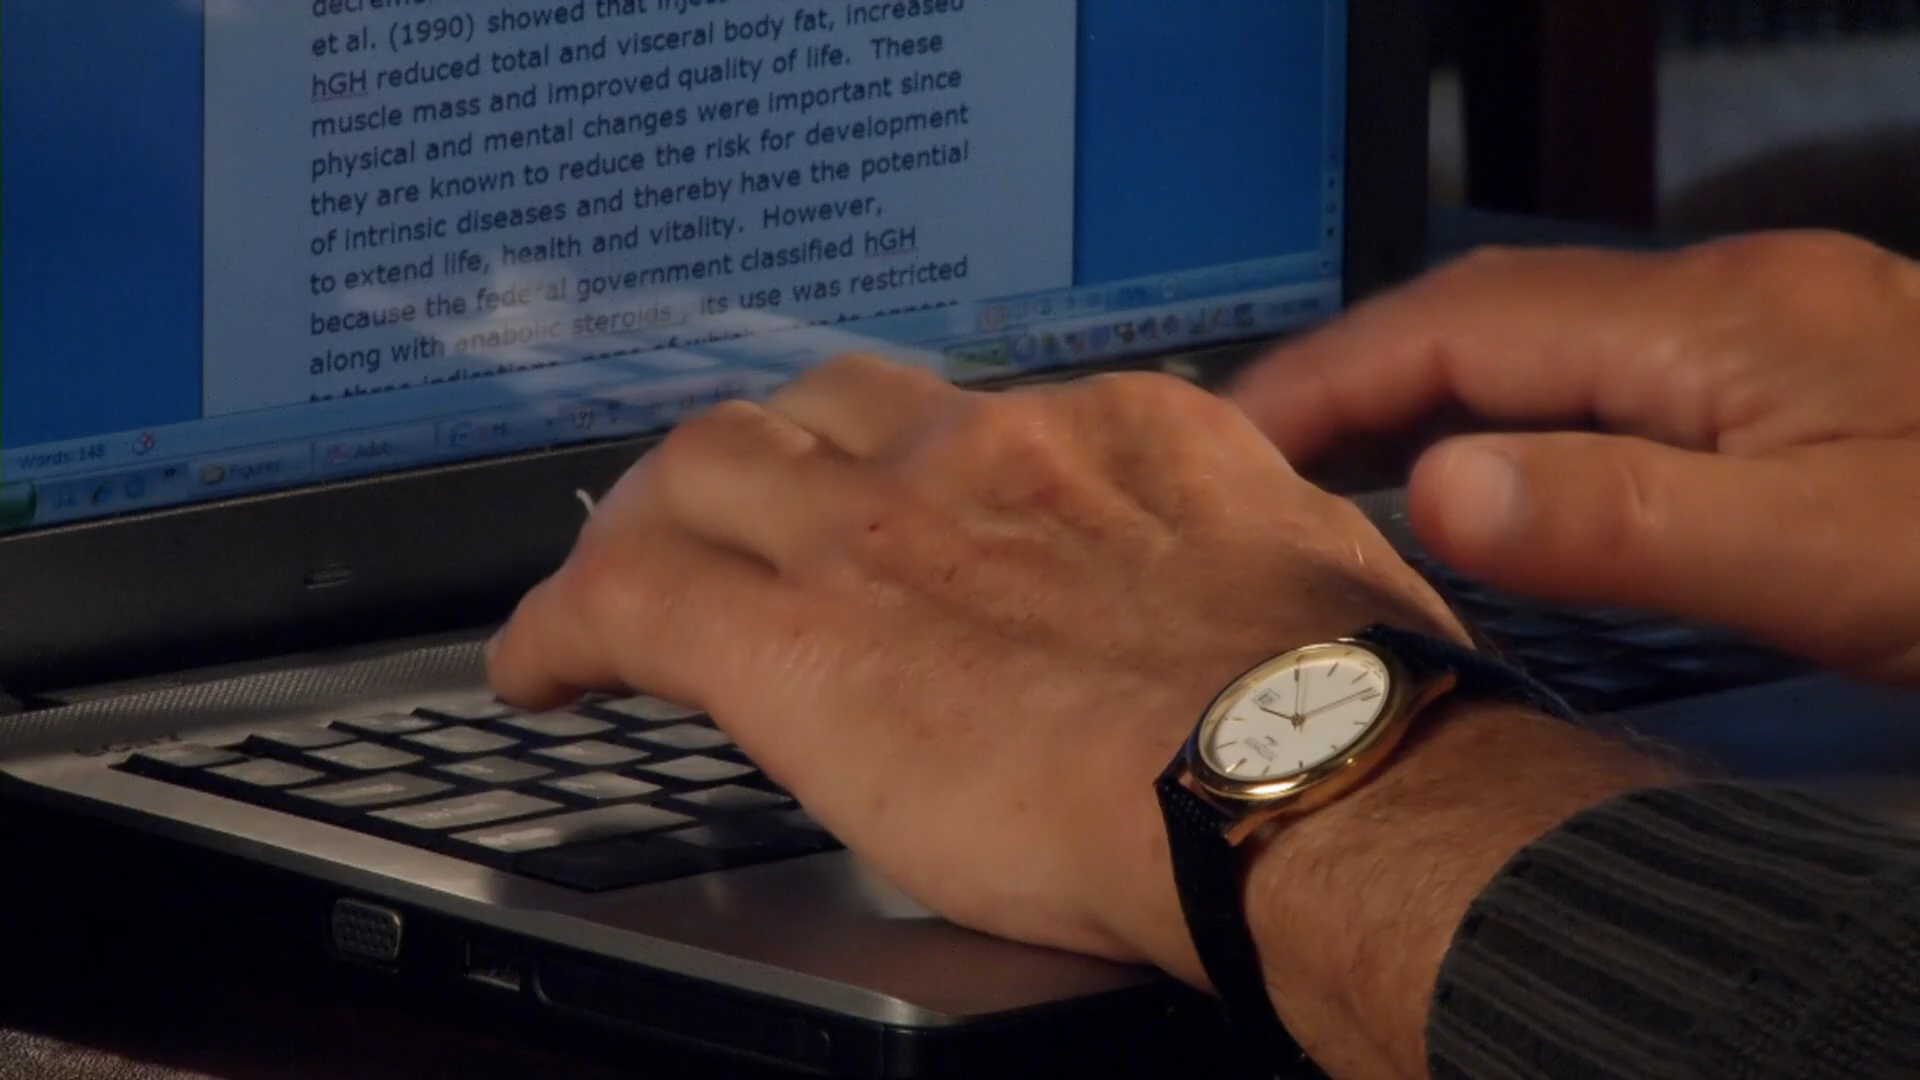 et al. (1990) showed that
hGH reduced total and visceral body fat, increased
muscle mass and improved quality of life. These
physical and mental changes were important since
they are known to reduce the risk for development
of intrinsic diseases and thereby have the potential
to extend life, health and vitality. However,
because the federal government classified hGH
along with anabolic steroids, its use was restricted
Words: 148
Figures